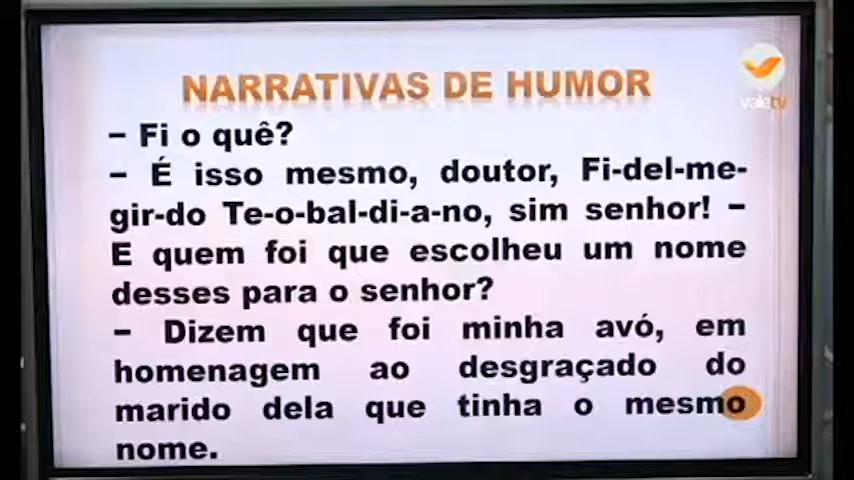 NARRATIVAS DE HUMOR
valetv
– Fi o quê?
– É isso mesmo, doutor, Fi-del-me-
gir-do Te-o-bal-di-a-no, sim senhor! –
E quem foi que escolheu um nome
desses para o senhor?
– Dizem que foi minha avó, em
homenagem ao desgraçado do
marido dela que tinha o mesmo
nome.